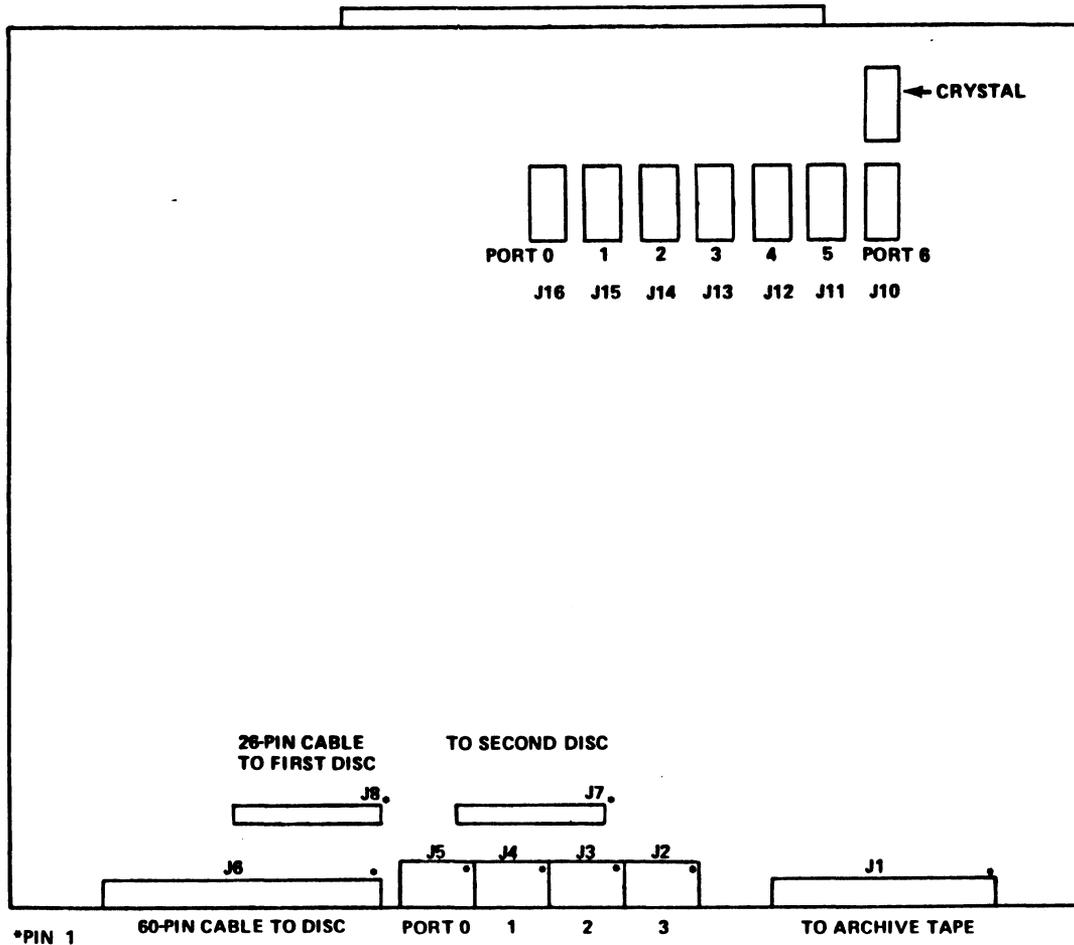 CRYSTAL
PORT 0 1 2 3 4 5 PORT 6
J16 J15 J14 J13 J12 J11 J10
26-PIN CABLE
TO FIRST DISC
TO SECOND DISC
J8 J7
J6 J5 J4 J3 J2 J1
60-PIN CABLE TO DISC PORT 0 1 2 3 TO ARCHIVE TAPE
*PIN 1